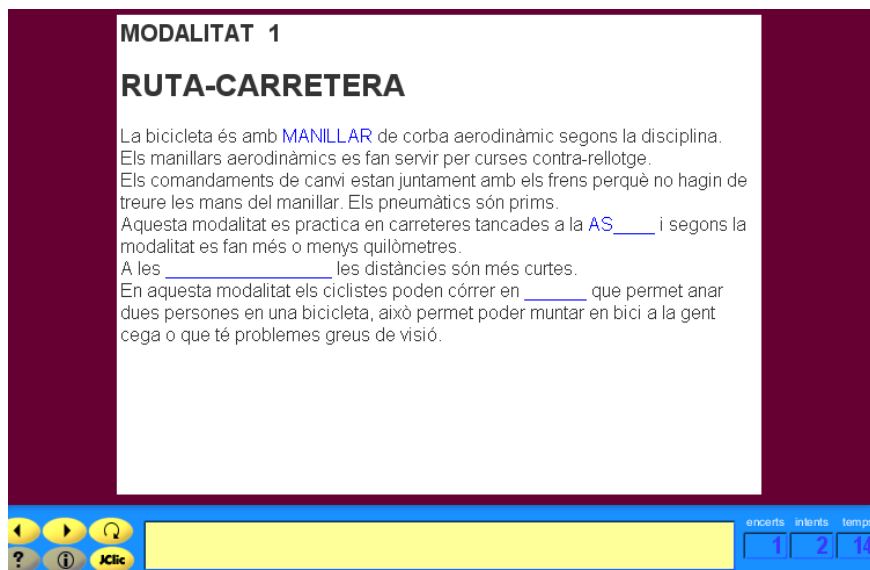 MODALITAT 1
RUTA-CARRETERA
La bicicleta és amb MANILLAR de corba aerodinàmic segons la disciplina.
Els manillars aerodinàmics es fan servir per curses contra-rellotge.
Els comandaments de canvi estan juntament amb els frens perquè no hagin de
treure les mans del manillar. Els pneumàtics són prims.
Aquesta modalitat es practica en carreteres tancades a la AS____ i segons la
modalitat es fan més o menys quilòmetres.
A les ________________ les distàncies són més curtes.
En aquesta modalitat els ciclistes poden córrer en ______ que permet anar
dues persones en una bicicleta, això permet poder muntar en bici a la gent
cega o que té problemes greus de visió.
encerts intents temps
1 2 14
? i JClic